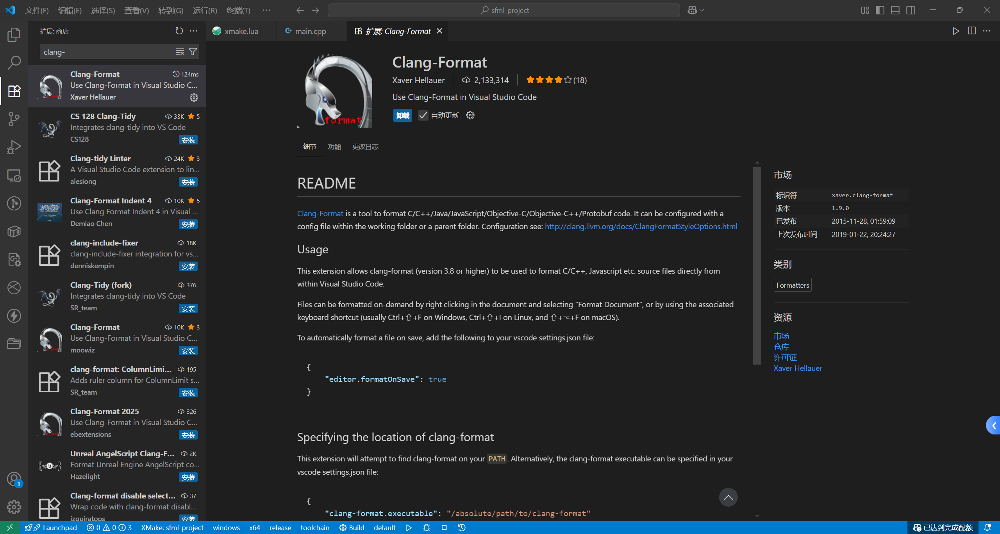 文件(F) 编辑(E) 选择(S) 查看(V) 转到(G) 运行(R) 终端(T) ··· sfml_project
扩展: 商店
clang-
Clang-Format 124ms
Use Clang-Format in Visual Studio C...
Xaver Hellauer
CS 128 Clang-Tidy 33K 5
Integrates clang-tidy into VS Code
CS128 安装
Clang-tidy Linter 24K 3
A Visual Studio Code extension to lin...
alesiong 安装
Clang-Format Indent 4 10K 5
Use Clang Format Indent 4 in Visual ...
Demiao Chen 安装
clang-include-fixer 18K
clang-include-fixer integration for vs...
denniskempin 安装
Clang-Tidy (fork) 376
Integrates clang-tidy into VS Code
SR_team 安装
Clang-Format 10K 3
Use Clang-Format in Visual Studio C...
moowiz 安装
clang-format: ColumnLimi... 195
Adds ruler column for ColumnLimit s...
SR_team 安装
Clang-Format 2025 326
Use Clang-Format in Visual Studio C...
ebextensions 安装
Unreal AngelScript Clang-F... 2K
Format Unreal Engine AngelScript co...
Hazelight 安装
Clang-format disable select... 37
Wrap code with clang-format disabl...
izquiratops 安装
1
xmake.lua main.cpp 扩展: Clang-Format
format
Clang-Format
Xaver Hellauer 2,133,314 (18)
Use Clang-Format in Visual Studio Code
卸载 自动更新
细节 功能 更改日志
README
Clang-Format is a tool to format C/C++/Java/JavaScript/Objective-C/Objective-C++/Protobuf code. It can be configured with a
config file within the working folder or a parent folder. Configuration see: http://clang.llvm.org/docs/ClangFormatStyleOptions.html
Usage
This extension allows clang-format (version 3.8 or higher) to be used to format C/C++, Javascript etc. source files directly from
within Visual Studio Code.
Files can be formatted on-demand by right clicking in the document and selecting "Format Document", or by using the associated
keyboard shortcut (usually Ctrl+⇧+F on Windows, Ctrl+⇧+I on Linux, and ⇧+⌥+F on macOS).
To automatically format a file on save, add the following to your vscode settings.json file:
{
"editor.formatOnSave": true
}
Specifying the location of clang-format
This extension will attempt to find clang-format on your PATH. Alternatively, the clang-format executable can be specified in your
vscode settings.json file:
{
"clang-format.executable": "/absolute/path/to/clang-format"
市场
标识符 xaver.clang-format
版本 1.9.0
已发布 2015-11-28, 01:59:09
上次发布时间 2019-01-22, 20:24:27
类别
Formatters
资源
市场
仓库
许可证
Xaver Hellauer
Launchpad 0 0 3 XMake: sfml_project windows x64 release toolchain Build default 已达到完成配额